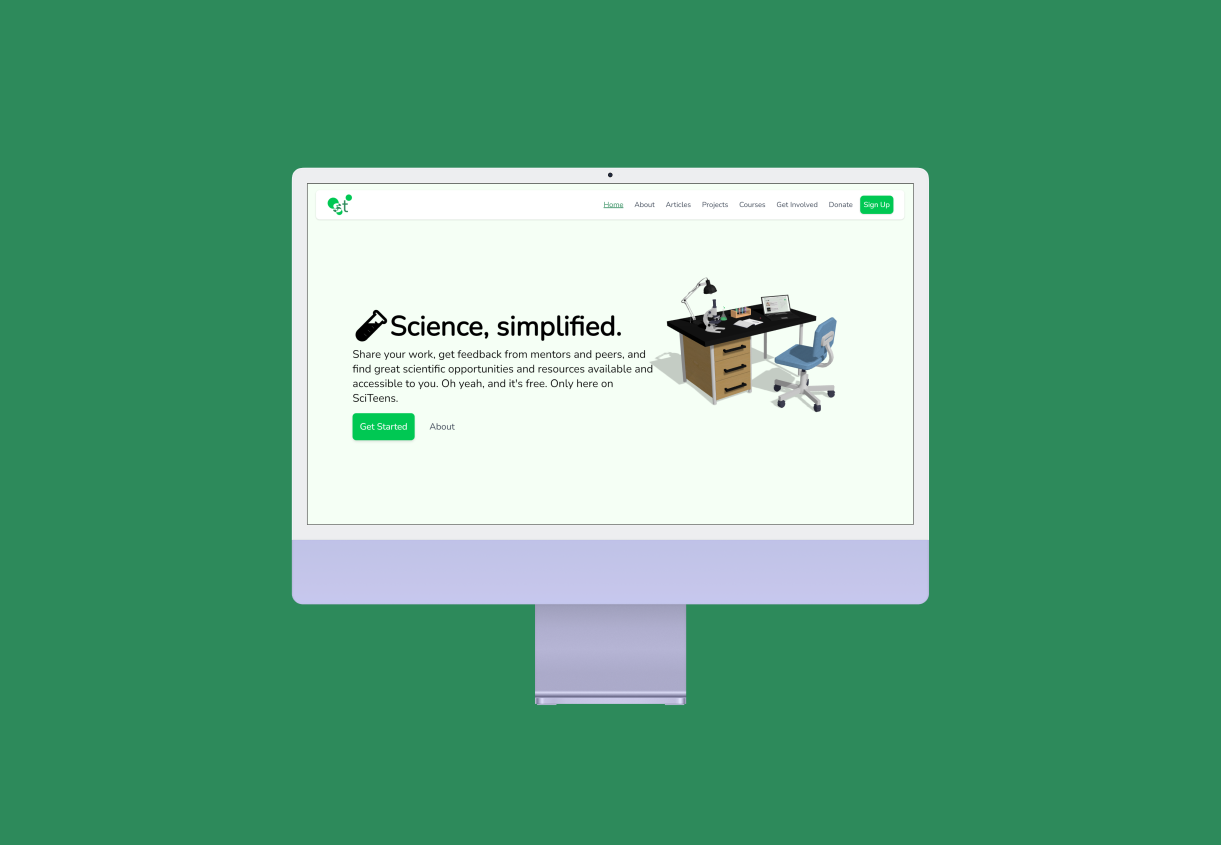 st
Home About Articles Projects Courses Get Involved Donate Sign Up
Science, simplified.
Share your work, get feedback from mentors and peers, and
find great scientific opportunities and resources available and
accessible to you. Oh yeah, and it's free. Only here on
SciTeens.
Get Started About